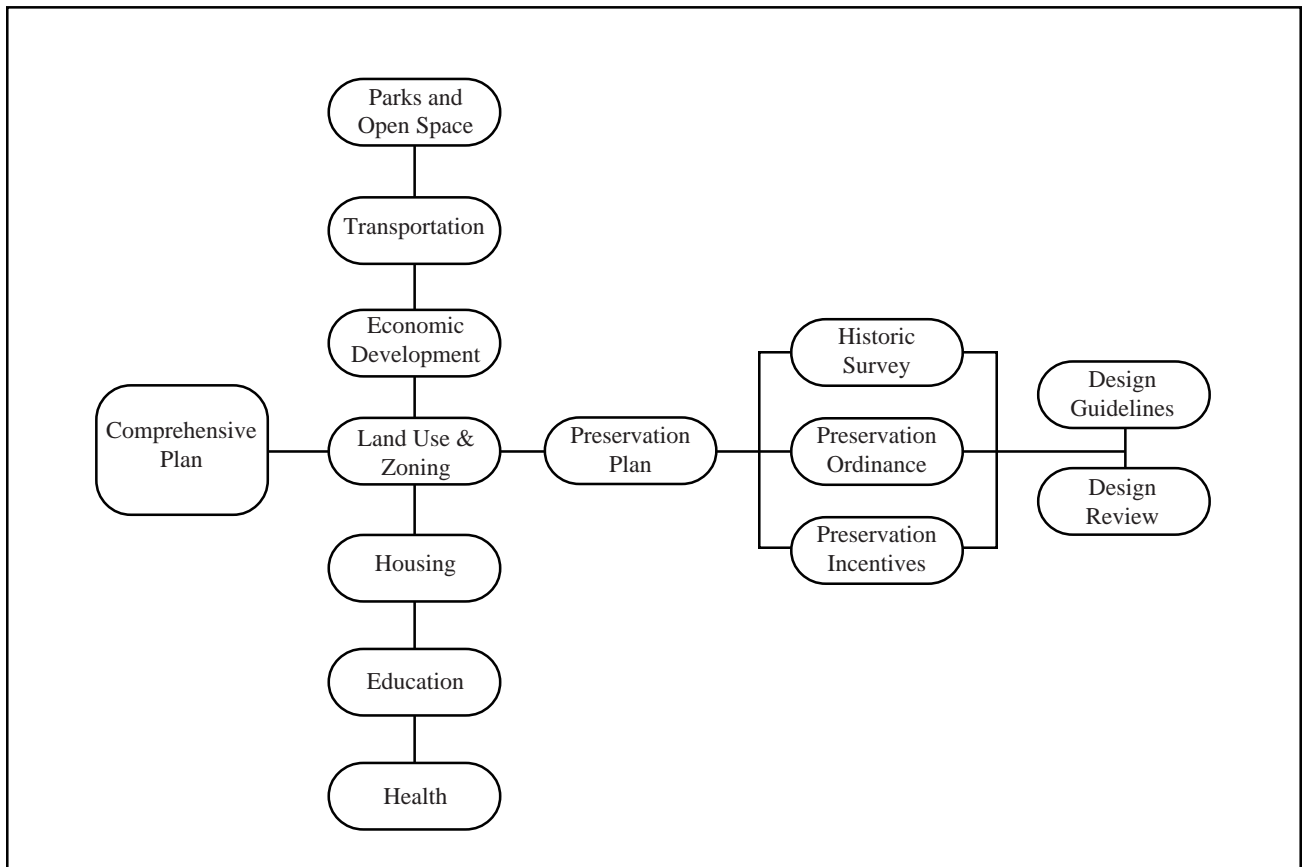 Parks and
Open Space
Transportation
Economic
Development
Comprehensive
Plan
Land Use &
Zoning
Housing
Education
Health
Preservation
Plan
Historic
Survey
Preservation
Ordinance
Preservation
Incentives
Design
Guidelines
Design
Review